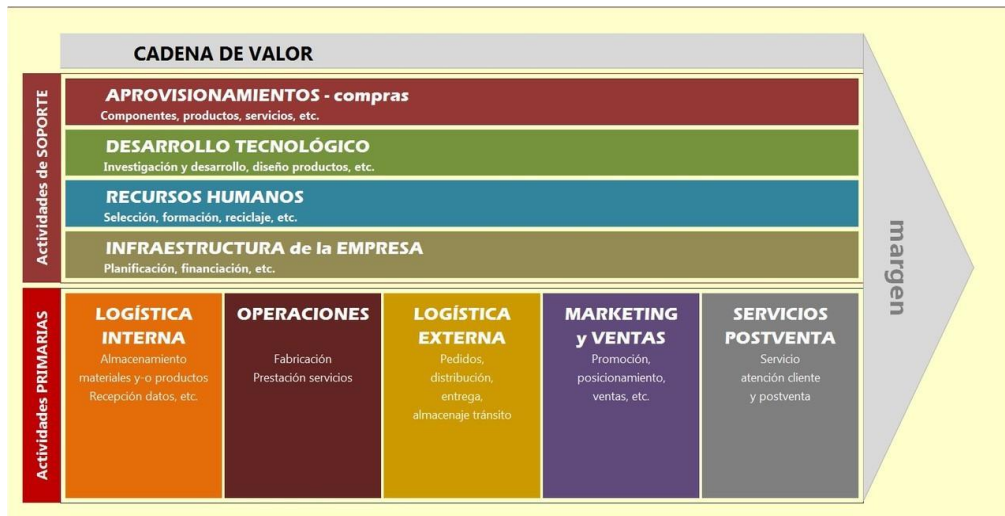 CADENA DE VALOR
Actividades de SOPORTE
APROVISIONAMIENTOS - compras
Componentes, productos, servicios, etc.
DESARROLLO TECNOLÓGICO
Investigación y desarrollo, diseño productos, etc.
RECURSOS HUMANOS
Selección, formación, reciclaje, etc.
INFRAESTRUCTURA de la EMPRESA
Planificación, financiación, etc.
Actividades PRIMARIAS
LOGÍSTICA
INTERNA
Almacenamiento
materiales y-o productos
Recepción datos, etc.
OPERACIONES
Fabricación
Prestación servicios
LOGÍSTICA
EXTERNA
Pedidos,
distribución,
entrega,
almacenaje tránsito
MARKETING
y VENTAS
Promoción,
posicionamiento,
ventas, etc.
SERVICIOS
POSTVENTA
Servicio
atención cliente
y postventa
margen